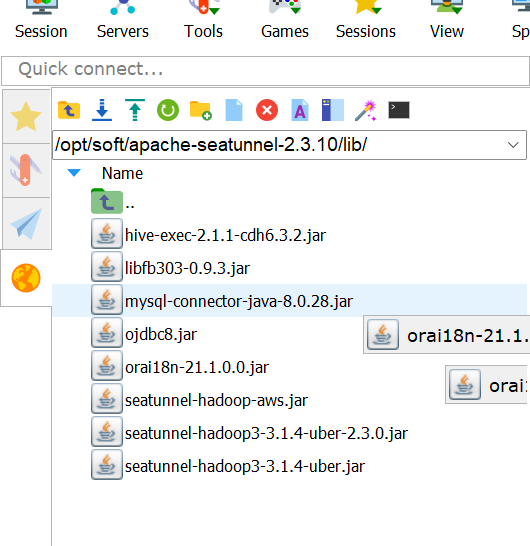 Session Servers Tools Games Sessions View Sp
Quick connect...
/opt/soft/apache-seatunnel-2.3.10/lib/
Name
..
hive-exec-2.1.1-cdh6.3.2.jar
libfb303-0.9.3.jar
mysql-connector-java-8.0.28.jar
ojdbc8.jar
orai18n-21.1.
orai18n-21.1.0.0.jar
orai
seatunnel-hadoop-aws.jar
seatunnel-hadoop3-3.1.4-uber-2.3.0.jar
seatunnel-hadoop3-3.1.4-uber.jar